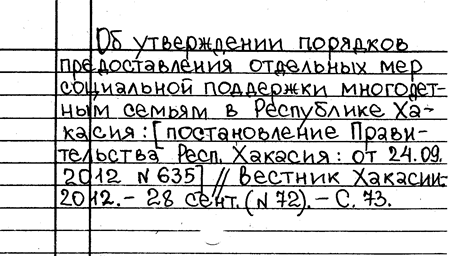 Об утверждении порядков
предоставления отдельных мер
социальной поддержки многодет-
ным семьям в Республике Ха-
касия: [постановление Прави-
тельства Респ. Хакасия: от 24.09.
2012 N 635] // Вестник Хакасии.-
2012.- 28 сент. (N 72).- С. 73.